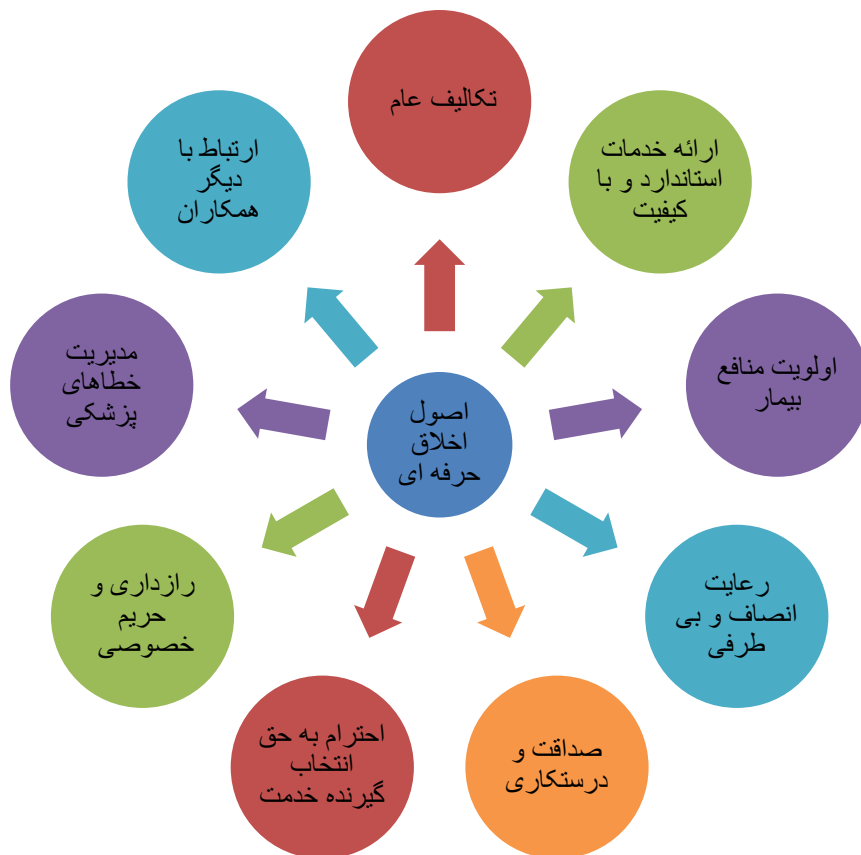 تکالیف عام
ارائه خدمات
استاندارد و با
کیفیت
اولویت منافع
بیمار
رعایت
انصاف و بی
طرفی
صداقت و
درستکاری
احترام به حق
انتخاب
گیرنده خدمت
رازداری و
حریم
خصوصی
مدیریت
خطاهای
پزشکی
ارتباط با
دیگر
همکاران
اصول
اخلاق
حرفه ای